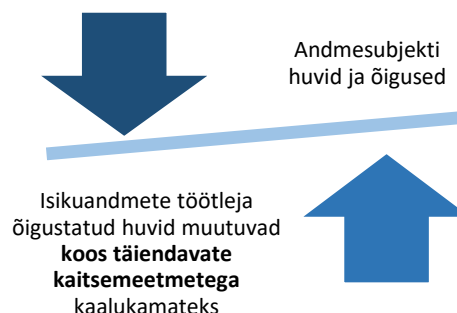 Andmesubjekti
huvid ja õigused
Isikuandmete töötleja
õigustatud huvid muutuvad
koos täiendavate
kaitsemeetmetega
kaalukamateks